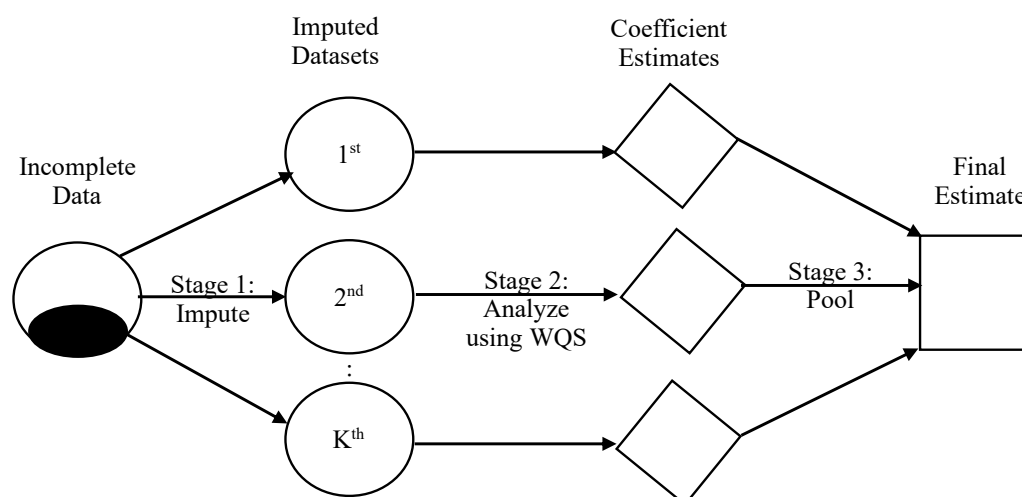 Imputed
Datasets
Coefficient
Estimates
Incomplete
Data
Final
Estimate
1st
Stage 1:
Impute
2nd
Stage 2:
Analyze
using WQS
Stage 3:
Pool
:
Kth